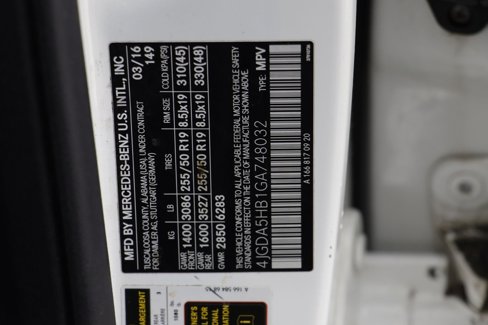 MFD BY MERCEDES-BENZ U.S. INTL., INC
TUSCALOOSA COUNTY, ALABAMA (USA) UNDER CONTRACT
FOR DAIMLER AG, STUTTGART (GERMANY)
03/16
149
KG LB TIRES RIM SIZE COLD KPA (PSI)
GAWR FRONT 1400 3086 255/50 R19 8.5Jx19 310(45)
GAWR REAR 1600 3527 255/50 R19 8.5Jx19 330(48)
GVWR 2850 6283
THIS VEHICLE CONFORMS TO ALL APPLICABLE FEDERAL MOTOR VEHICLE SAFETY
STANDARDS IN EFFECT ON THE DATE OF MANUFACTURE SHOWN ABOVE.
4JGDA5HB1GA748032 TYPE: MPV
A 166 817 09 20
A 166 584 68 85